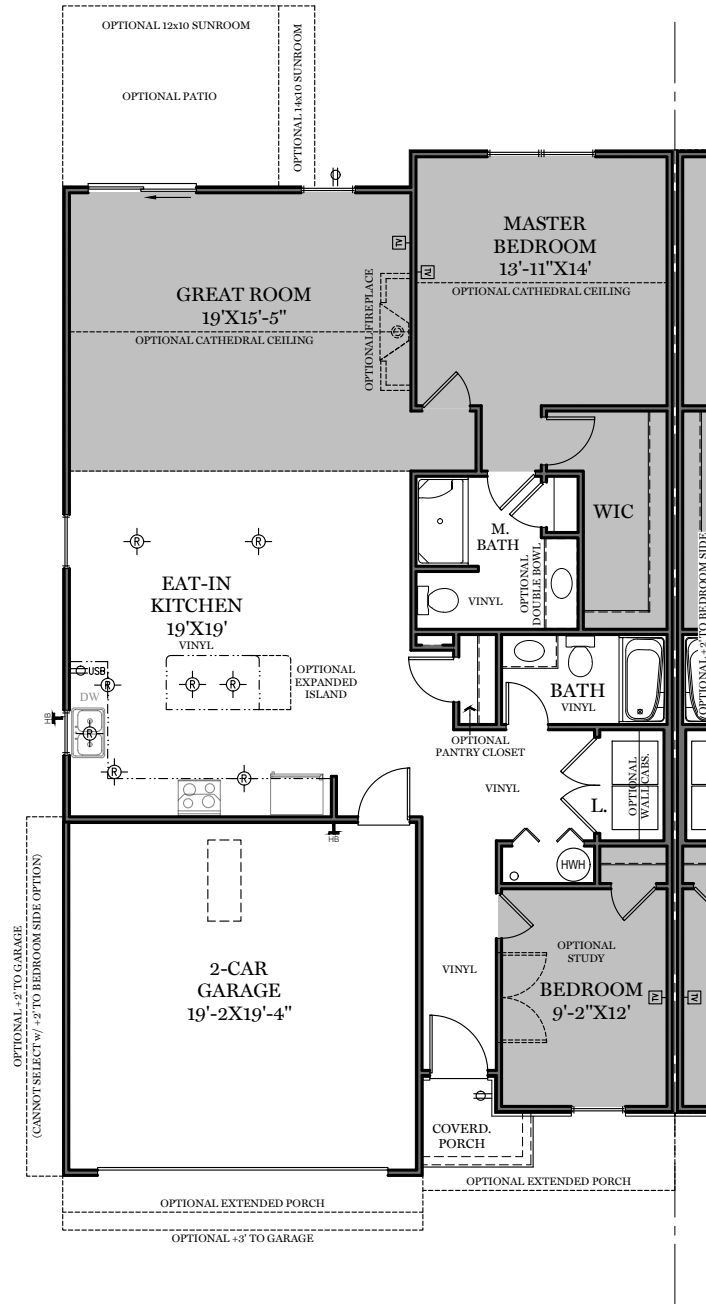 OPTIONAL 12x10 SUNROOM
OPTIONAL PATIO
OPTIONAL 14x10 SUNROOM
MASTER
BEDROOM
13'-11"X14'
OPTIONAL CATHEDRAL CEILING
GREAT ROOM
19'X15'-5"
OPTIONAL CATHEDRAL CEILING
TV
TV
OPTIONAL FIREPLACE
WIC
M.
BATH
VINYL
OPTIONAL
DOUBLE BOWL
R
R
EAT-IN
KITCHEN
19'X19'
VINYL
USB
R
R
R
DW
HB
R
OPTIONAL
EXPANDED
ISLAND
R
R
OPTIONAL
PANTRY CLOSET
BATH
VINYL
OPTIONAL +2' TO BEDROOM SIDE
VINYL
L.
OPTIONAL
WALL CABS.
HWH
HB
2-CAR
GARAGE
19'-2X19'-4"
VINYL
OPTIONAL
STUDY
BEDROOM
9'-2"X12'
TV
TV
OPTIONAL +2' TO GARAGE
(CANNOT SELECT w/ +2' TO BEDROOM SIDE OPTION)
COVERD.
PORCH
OPTIONAL EXTENDED PORCH
OPTIONAL EXTENDED PORCH
OPTIONAL +3' TO GARAGE